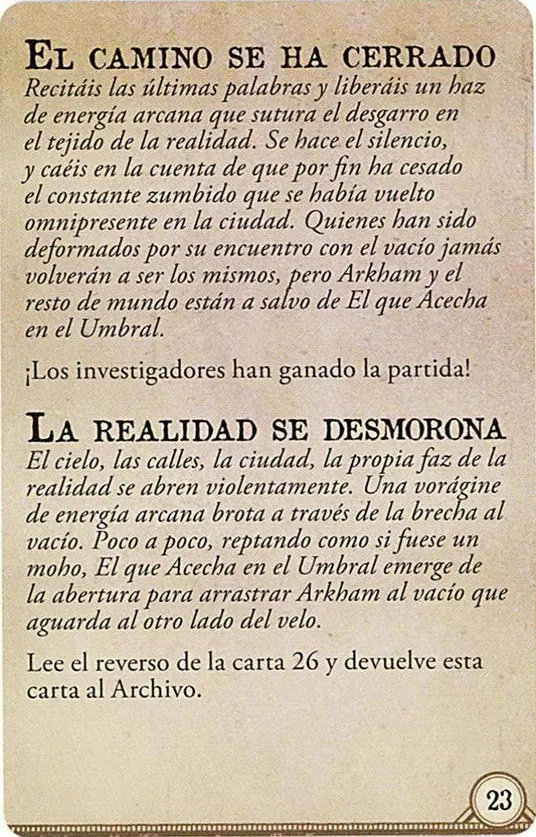 El camino se ha cerrado
Recitáis las últimas palabras y liberáis un haz
de energía arcana que sutura el desgarro en
el tejido de la realidad. Se hace el silencio,
y caéis en la cuenta de que por fin ha cesado
el constante zumbido que se había vuelto
omnipresente en la ciudad. Quienes han sido
deformados por su encuentro con el vacío jamás
volverán a ser los mismos, pero Arkham y el
resto de mundo están a salvo de El que Acecha
en el Umbral.
¡Los investigadores han ganado la partida!
La realidad se desmorona
El cielo, las calles, la ciudad, la propia faz de la
realidad se abren violentamente. Una vorágine
de energía arcana brota a través de la brecha al
vacío. Poco a poco, reptando como si fuese un
moho, El que Acecha en el Umbral emerge de
la abertura para arrastrar Arkham al vacío que
aguarda al otro lado del velo.
Lee el reverso de la carta 26 y devuelve esta
carta al Archivo.
23